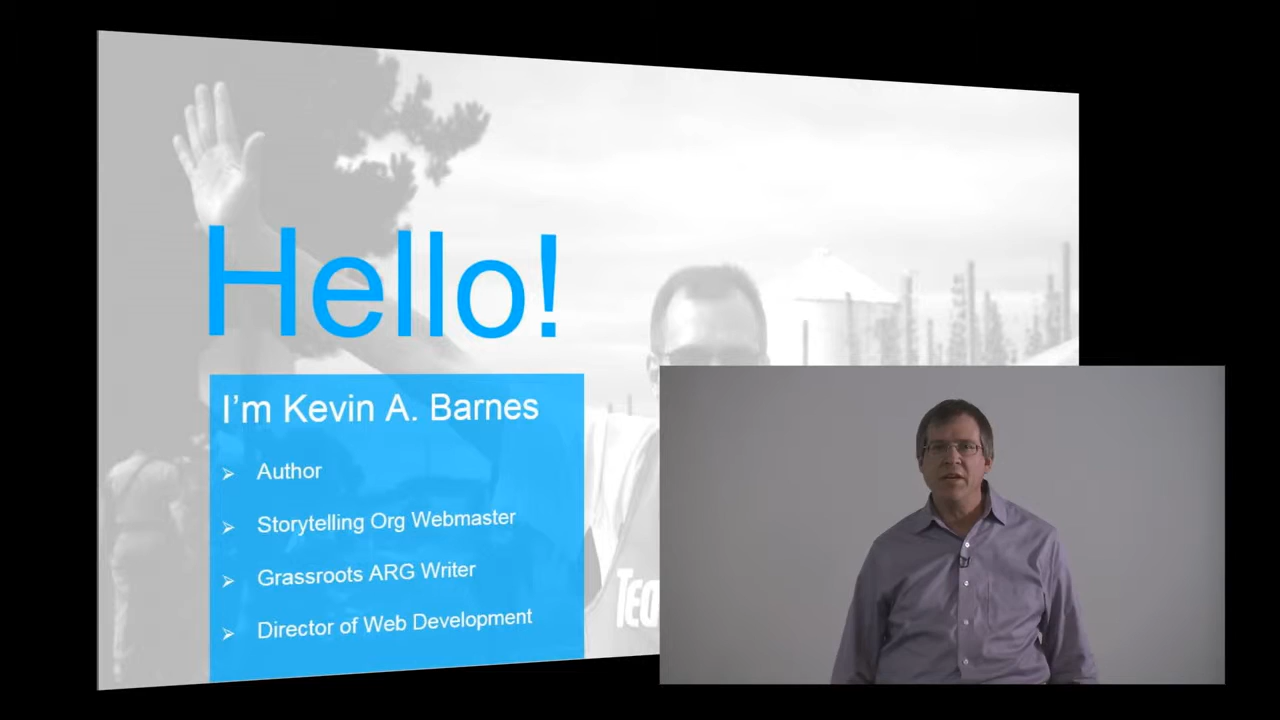 Hello!
I'm Kevin A. Barnes
➢ Author
➢ Storytelling Org Webmaster
➢ Grassroots ARG Writer
➢ Director of Web Development